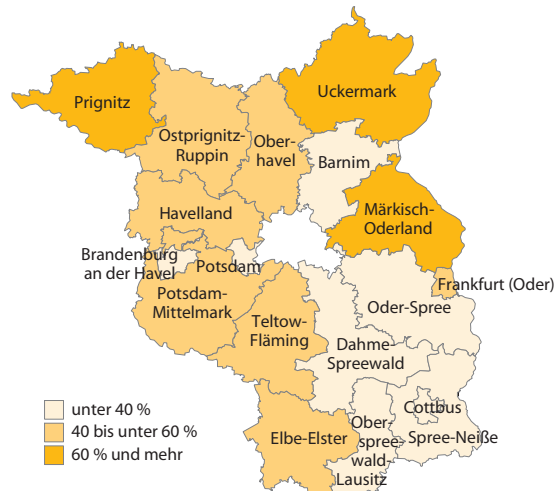 Prignitz
Uckermark
Ostprignitz-
Ruppin
Ober-
havel
Barnim
Havelland
Märkisch-
Oderland
Brandenburg
an der Havel
Potsdam
Frankfurt (Oder)
Potsdam-
Mittelmark
Oder-Spree
Teltow-
Fläming
Dahme-
Spreewald
unter 40 %
40 bis unter 60 %
60 % und mehr
Elbe-Elster
Ober-
spree-
wald-
Lausitz
Cottbus
Spree-Neiße